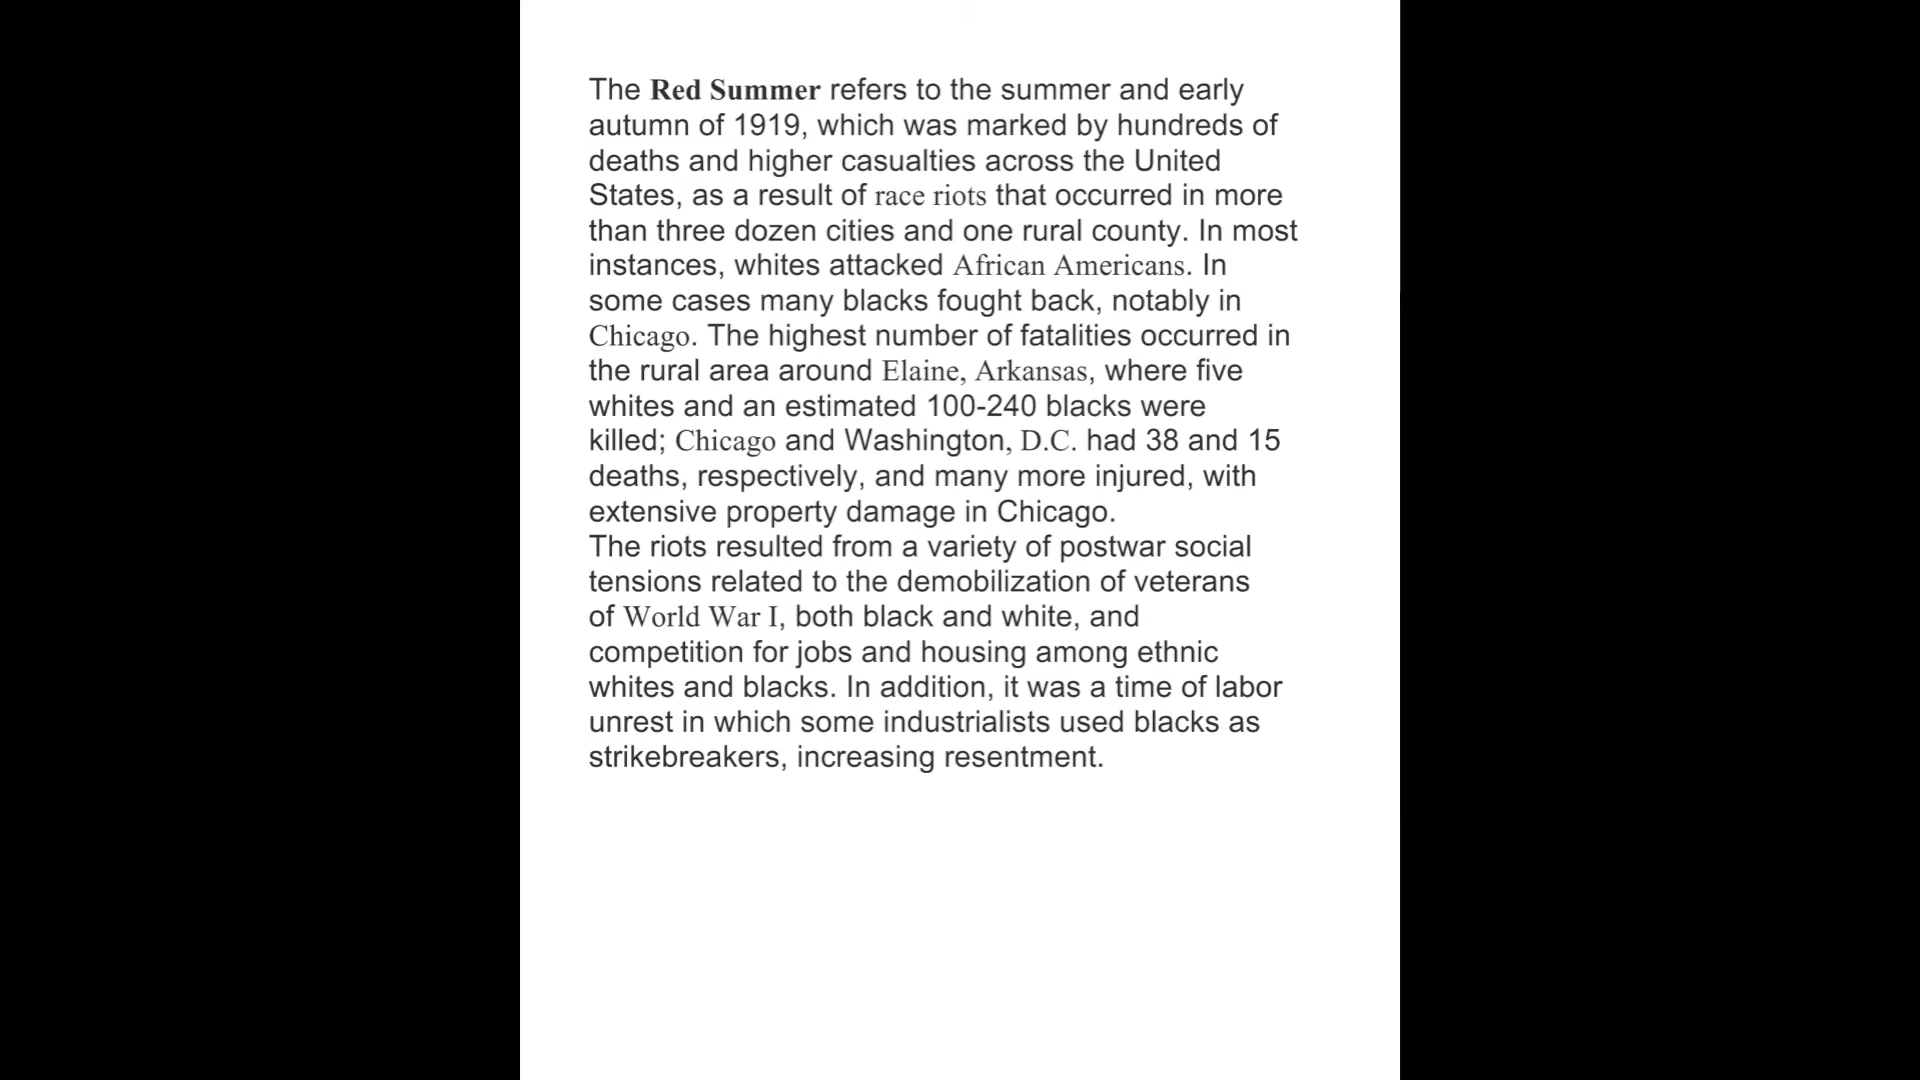 The Red Summer refers to the summer and early
autumn of 1919, which was marked by hundreds of
deaths and higher casualties across the United
States, as a result of race riots that occurred in more
than three dozen cities and one rural county. In most
instances, whites attacked African Americans. In
some cases many blacks fought back, notably in
Chicago. The highest number of fatalities occurred in
the rural area around Elaine, Arkansas, where five
whites and an estimated 100-240 blacks were
killed; Chicago and Washington, D.C. had 38 and 15
deaths, respectively, and many more injured, with
extensive property damage in Chicago.
The riots resulted from a variety of postwar social
tensions related to the demobilization of veterans
of World War I, both black and white, and
competition for jobs and housing among ethnic
whites and blacks. In addition, it was a time of labor
unrest in which some industrialists used blacks as
strikebreakers, increasing resentment.